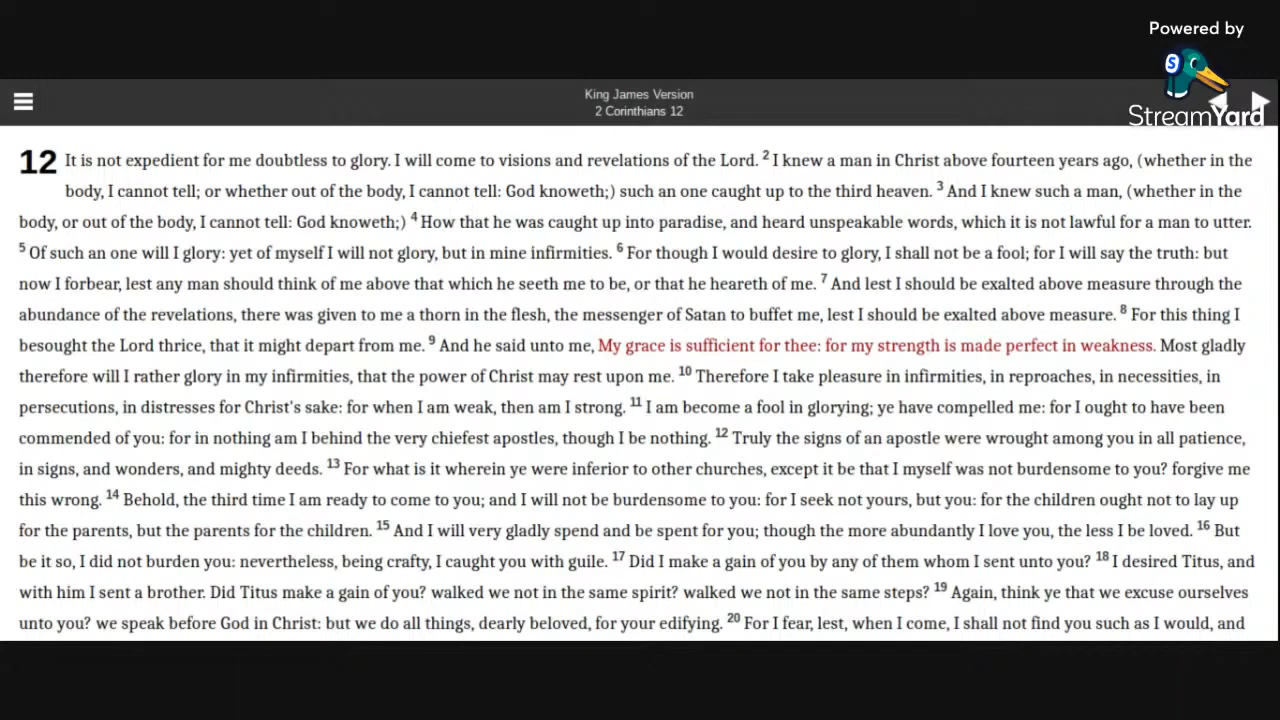 Powered by
StreamYard
King James Version
2 Corinthians 12
12 It is not expedient for me doubtless to glory. I will come to visions and revelations of the Lord. 2 I knew a man in Christ above fourteen years ago, (whether in the
body, I cannot tell; or whether out of the body, I cannot tell: God knoweth;) such an one caught up to the third heaven. 3 And I knew such a man, (whether in the
body, or out of the body, I cannot tell: God knoweth;) 4 How that he was caught up into paradise, and heard unspeakable words, which it is not lawful for a man to utter.
5 Of such an one will I glory: yet of myself I will not glory, but in mine infirmities. 6 For though I would desire to glory, I shall not be a fool; for I will say the truth: but
now I forbear, lest any man should think of me above that which he seeth me to be, or that he heareth of me. 7 And lest I should be exalted above measure through the
abundance of the revelations, there was given to me a thorn in the flesh, the messenger of Satan to buffet me, lest I should be exalted above measure. 8 For this thing I
besought the Lord thrice, that it might depart from me. 9 And he said unto me, My grace is sufficient for thee: for my strength is made perfect in weakness. Most gladly
therefore will I rather glory in my infirmities, that the power of Christ may rest upon me. 10 Therefore I take pleasure in infirmities, in reproaches, in necessities, in
persecutions, in distresses for Christ's sake: for when I am weak, then am I strong. 11 I am become a fool in glorying; ye have compelled me: for I ought to have been
commended of you: for in nothing am I behind the very chiefest apostles, though I be nothing. 12 Truly the signs of an apostle were wrought among you in all patience,
in signs, and wonders, and mighty deeds. 13 For what is it wherein ye were inferior to other churches, except it be that I myself was not burdensome to you? forgive me
this wrong. 14 Behold, the third time I am ready to come to you; and I will not be burdensome to you: for I seek not yours, but you: for the children ought not to lay up
for the parents, but the parents for the children. 15 And I will very gladly spend and be spent for you; though the more abundantly I love you, the less I be loved. 16 But
be it so, I did not burden you: nevertheless, being crafty, I caught you with guile. 17 Did I make a gain of you by any of them whom I sent unto you? 18 I desired Titus, and
with him I sent a brother. Did Titus make a gain of you? walked we not in the same spirit? walked we not in the same steps? 19 Again, think ye that we excuse ourselves
unto you? we speak before God in Christ: but we do all things, dearly beloved, for your edifying. 20 For I fear, lest, when I come, I shall not find you such as I would, and